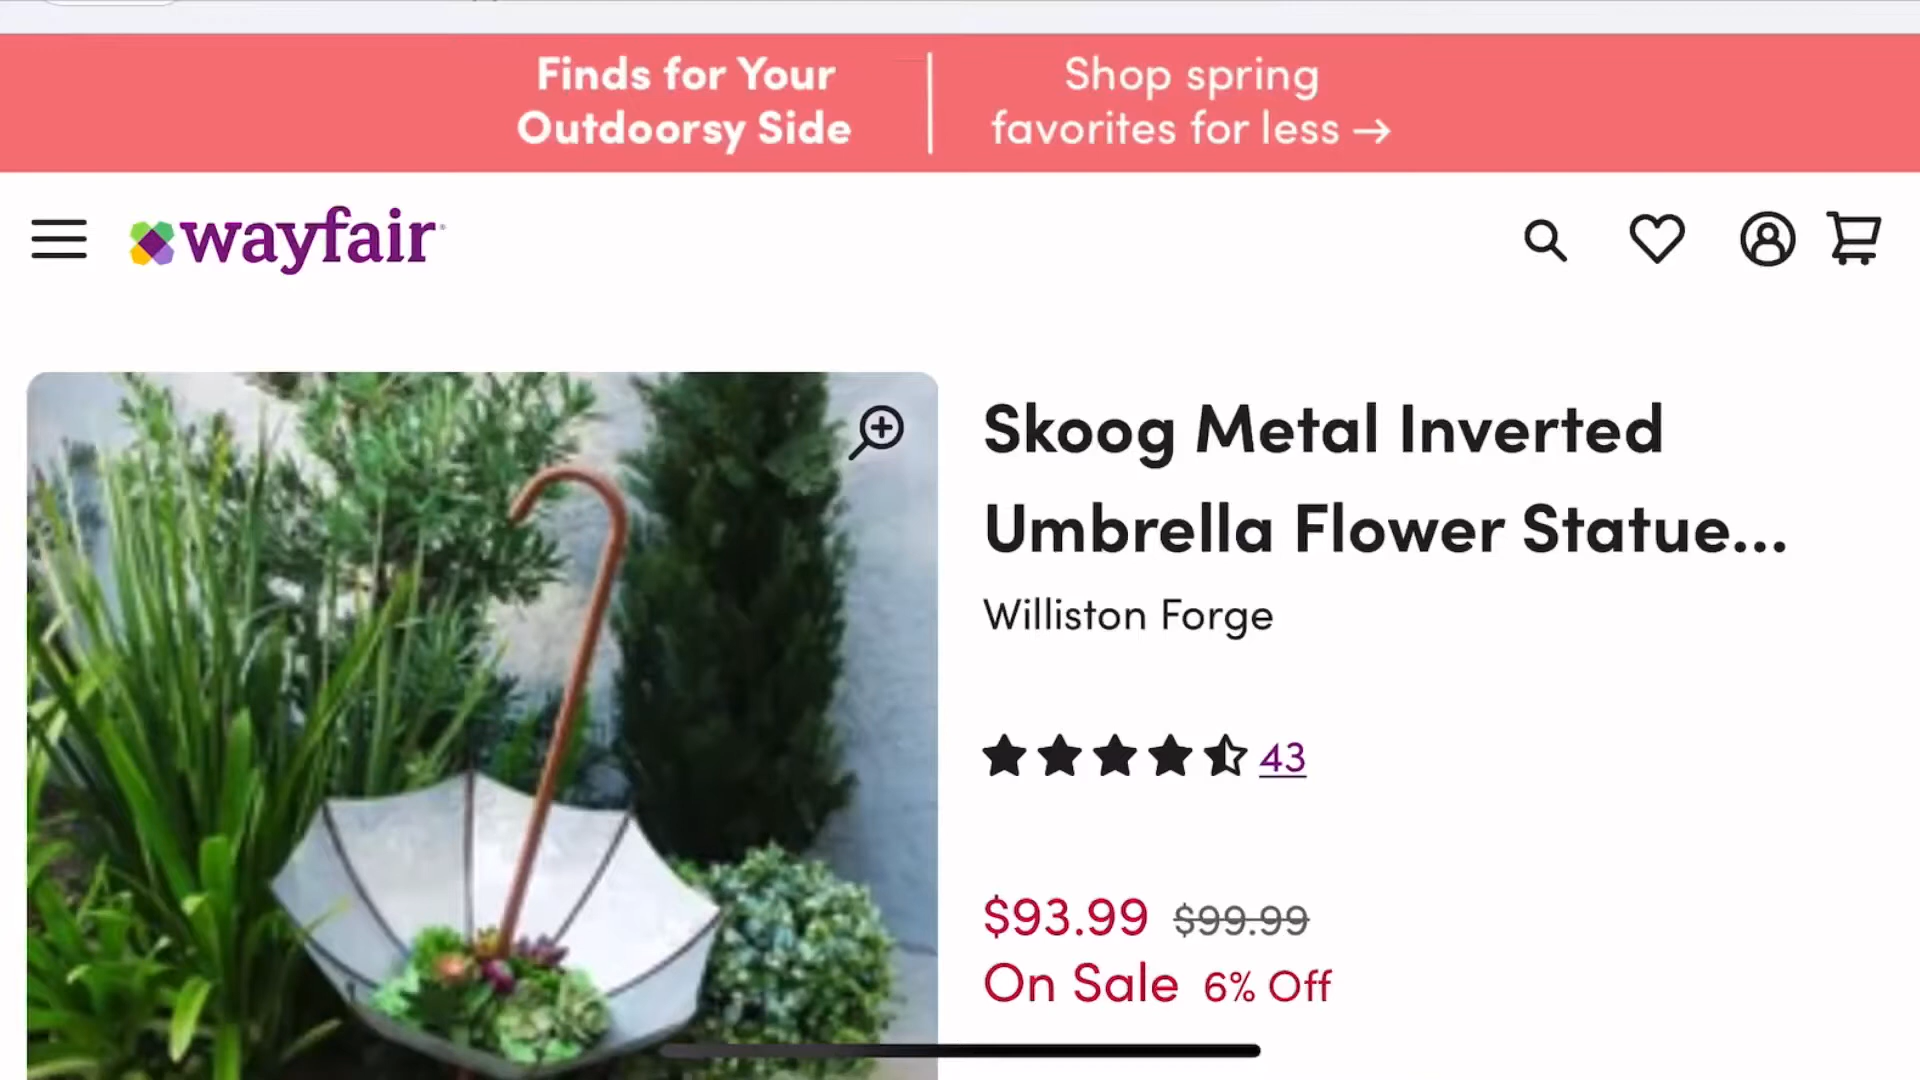 Finds for Your
Outdoorsy Side
Shop spring
favorites for less →
wayfair
Skoog Metal Inverted
Umbrella Flower Statue...
Williston Forge
43
$93.99 $99.99
On Sale 6% Off